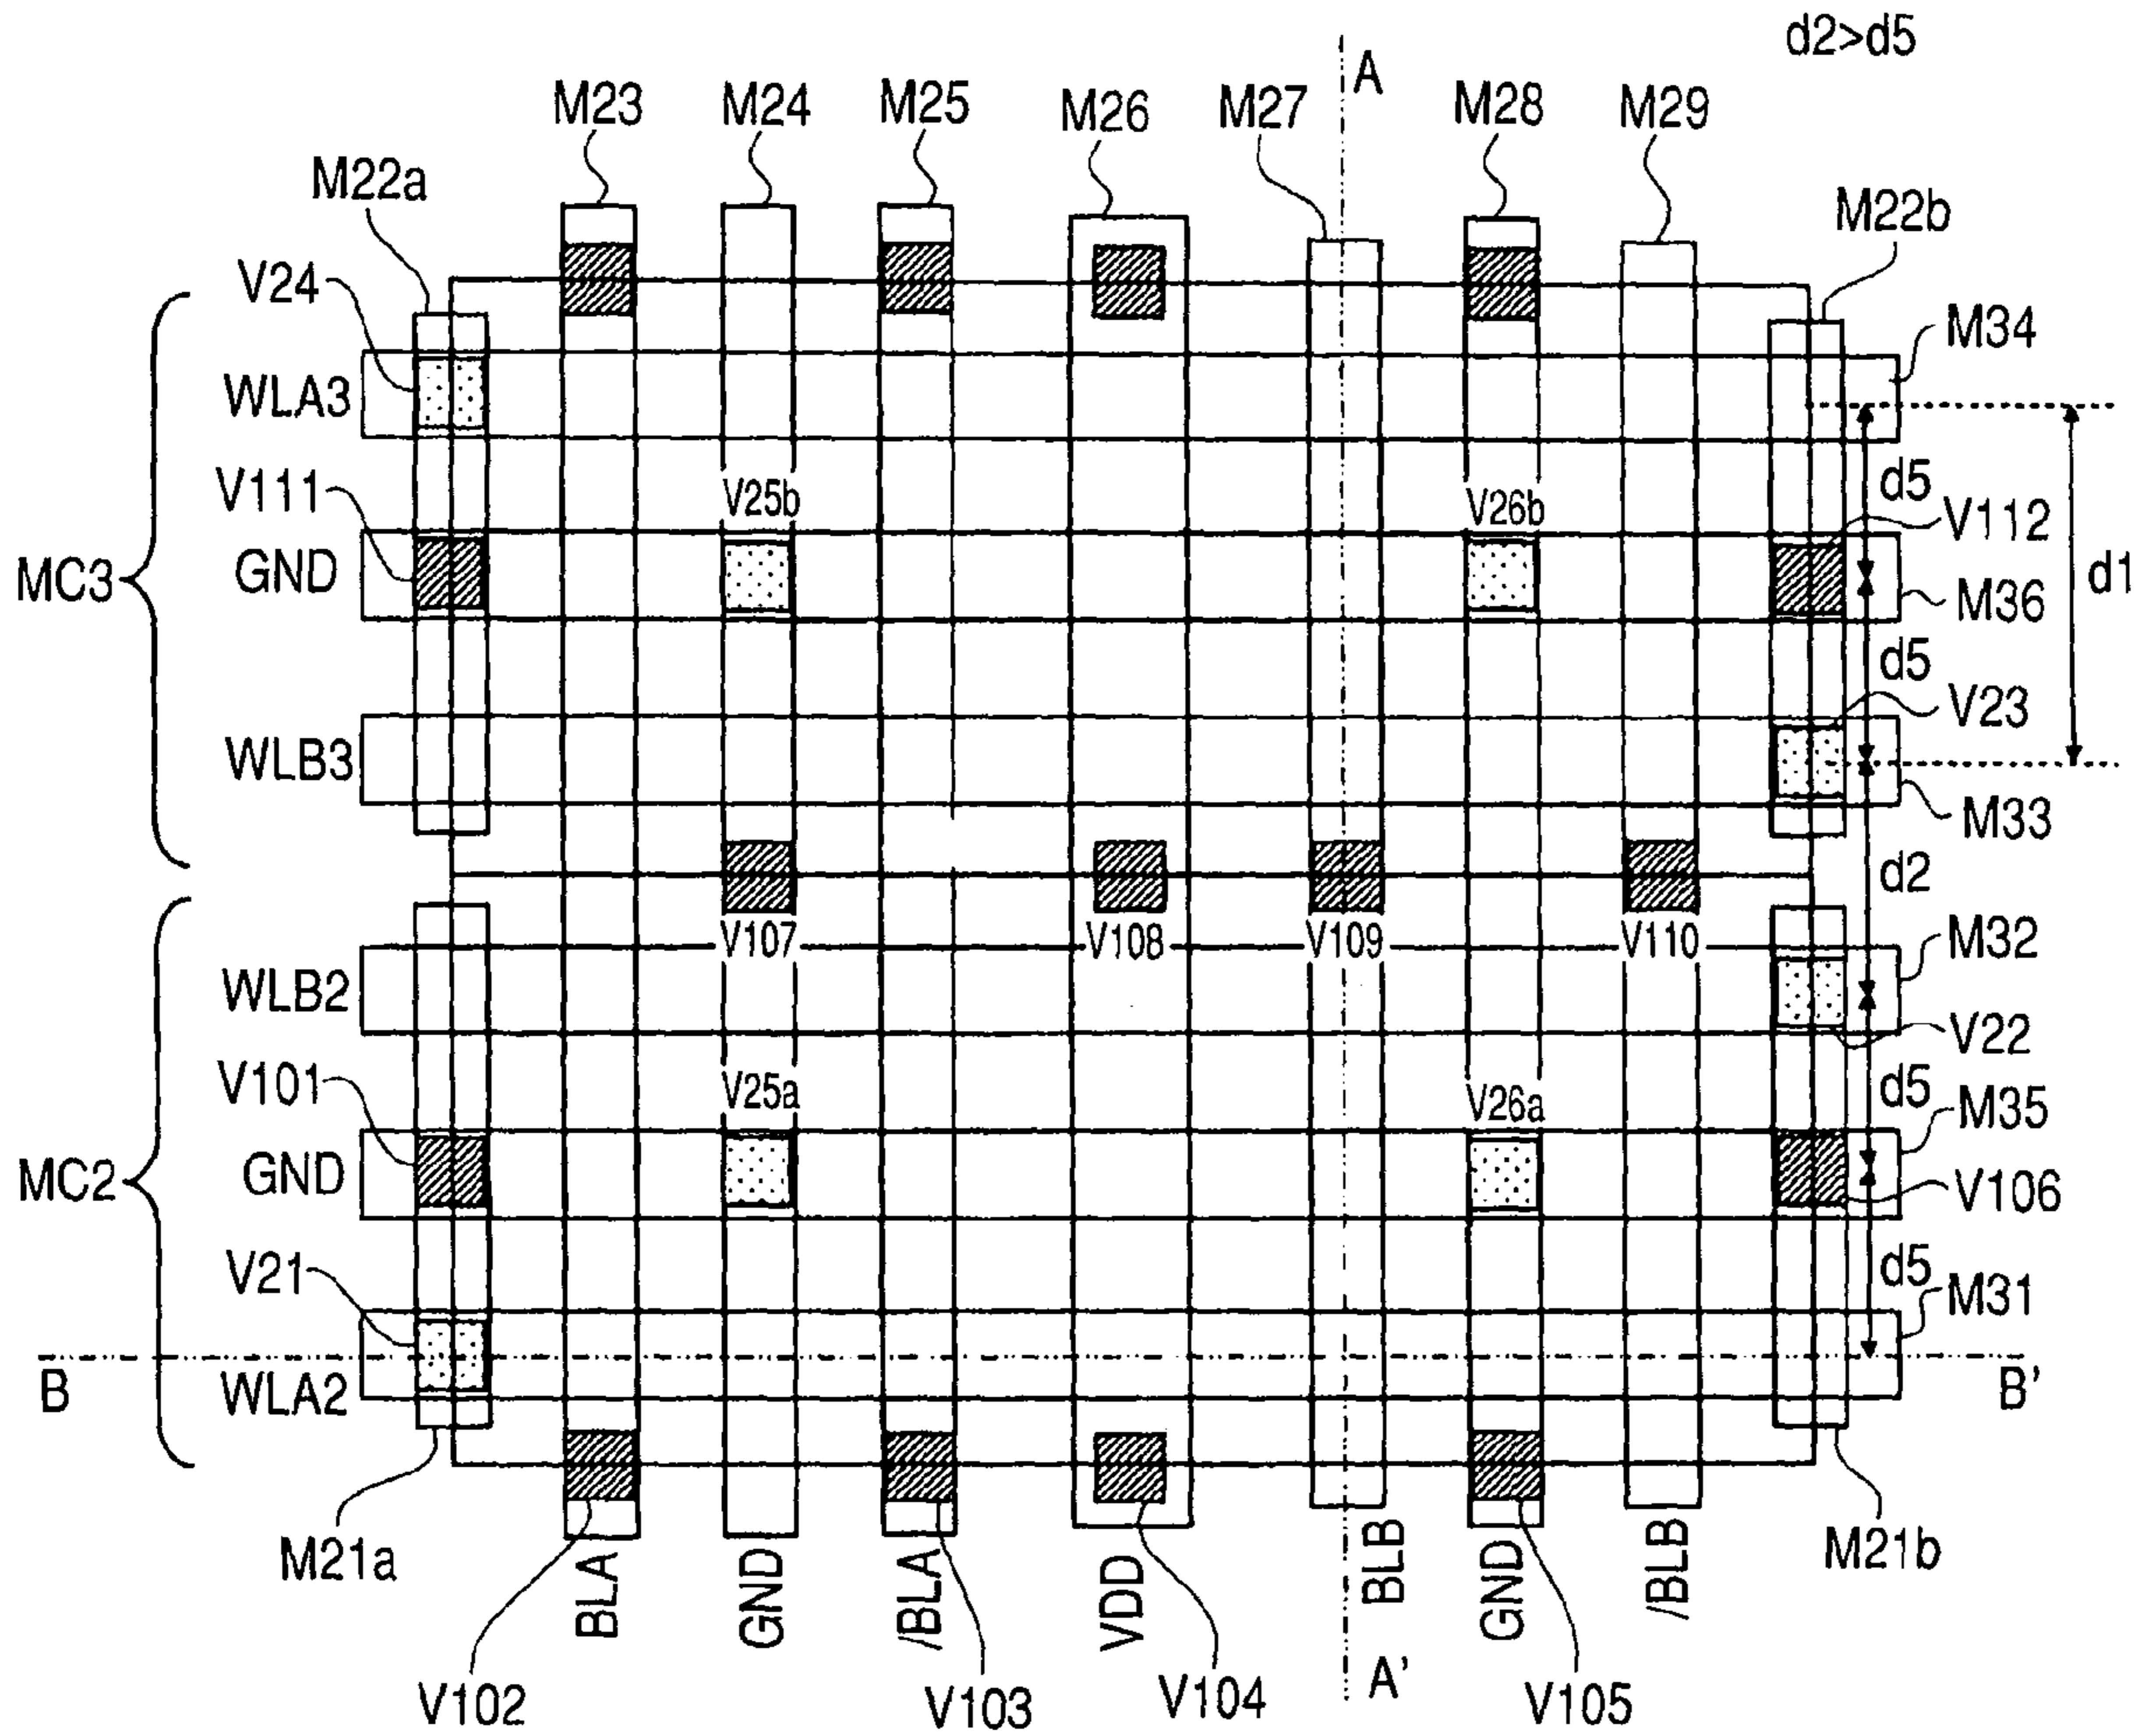 d2>d5
A
M23
M24
M25
M26
M27
M28
M29
M22a
M22b
V24
M34
WLA3
d5
V111
V25b
V26b
V112
MC3
GND
d1
M36
d5
V23
WLB3
M33
d2
V107
V108
V109
V110
M32
WLB2
V22
V101
V25a
V26a
d5
M35
MC2
GND
V106
V21
d5
M31
B
WLA2
B'
M21a
BLA
GND
/BLA
VDD
BLB
GND
/BLB
M21b
A'
V102
V103
V104
V105